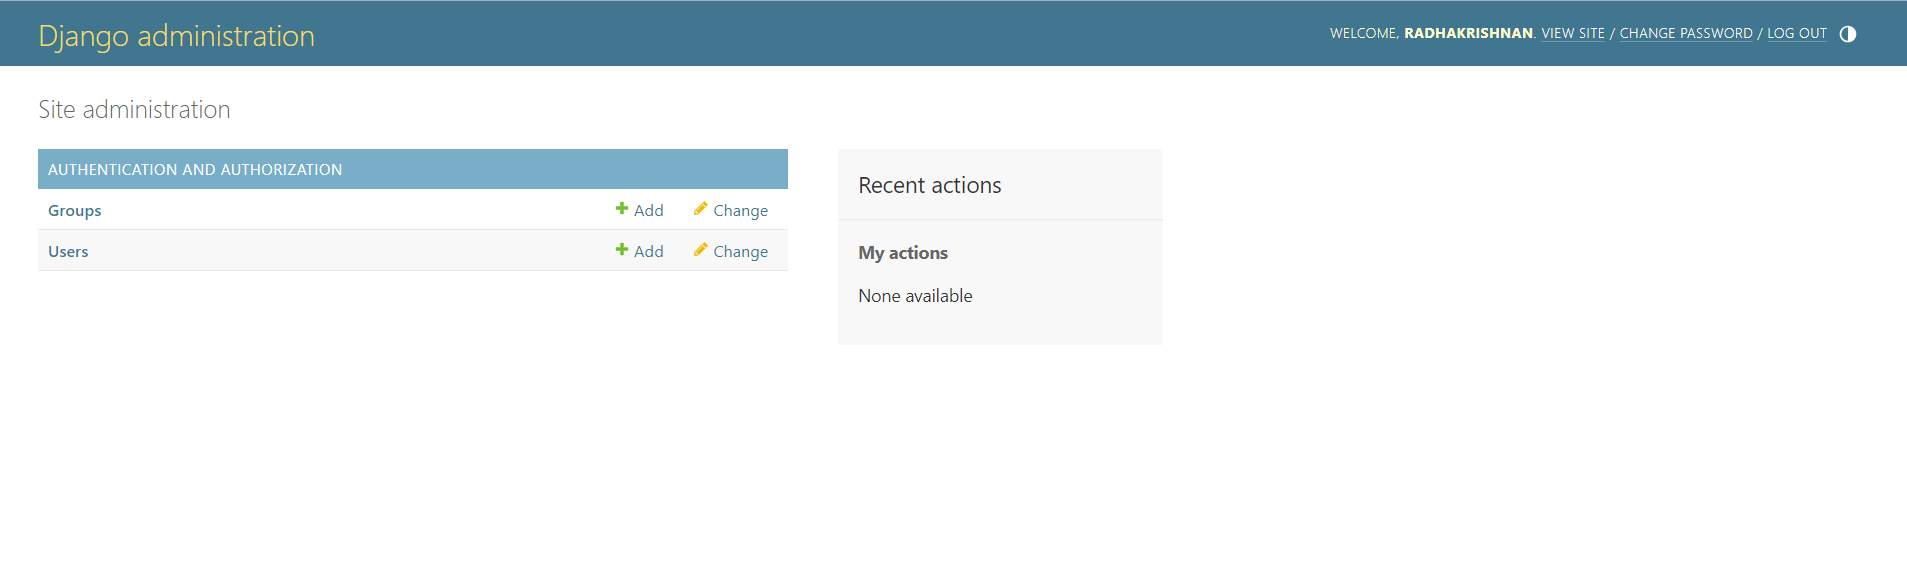 Django administration
WELCOME, RADHAKRISHNAN. VIEW SITE / CHANGE PASSWORD / LOG OUT
Site administration
AUTHENTICATION AND AUTHORIZATION
Groups Add Change
Users Add Change
Recent actions
My actions
None available